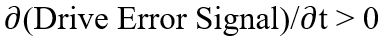 ∂(Drive Error Signal)/∂t > 0